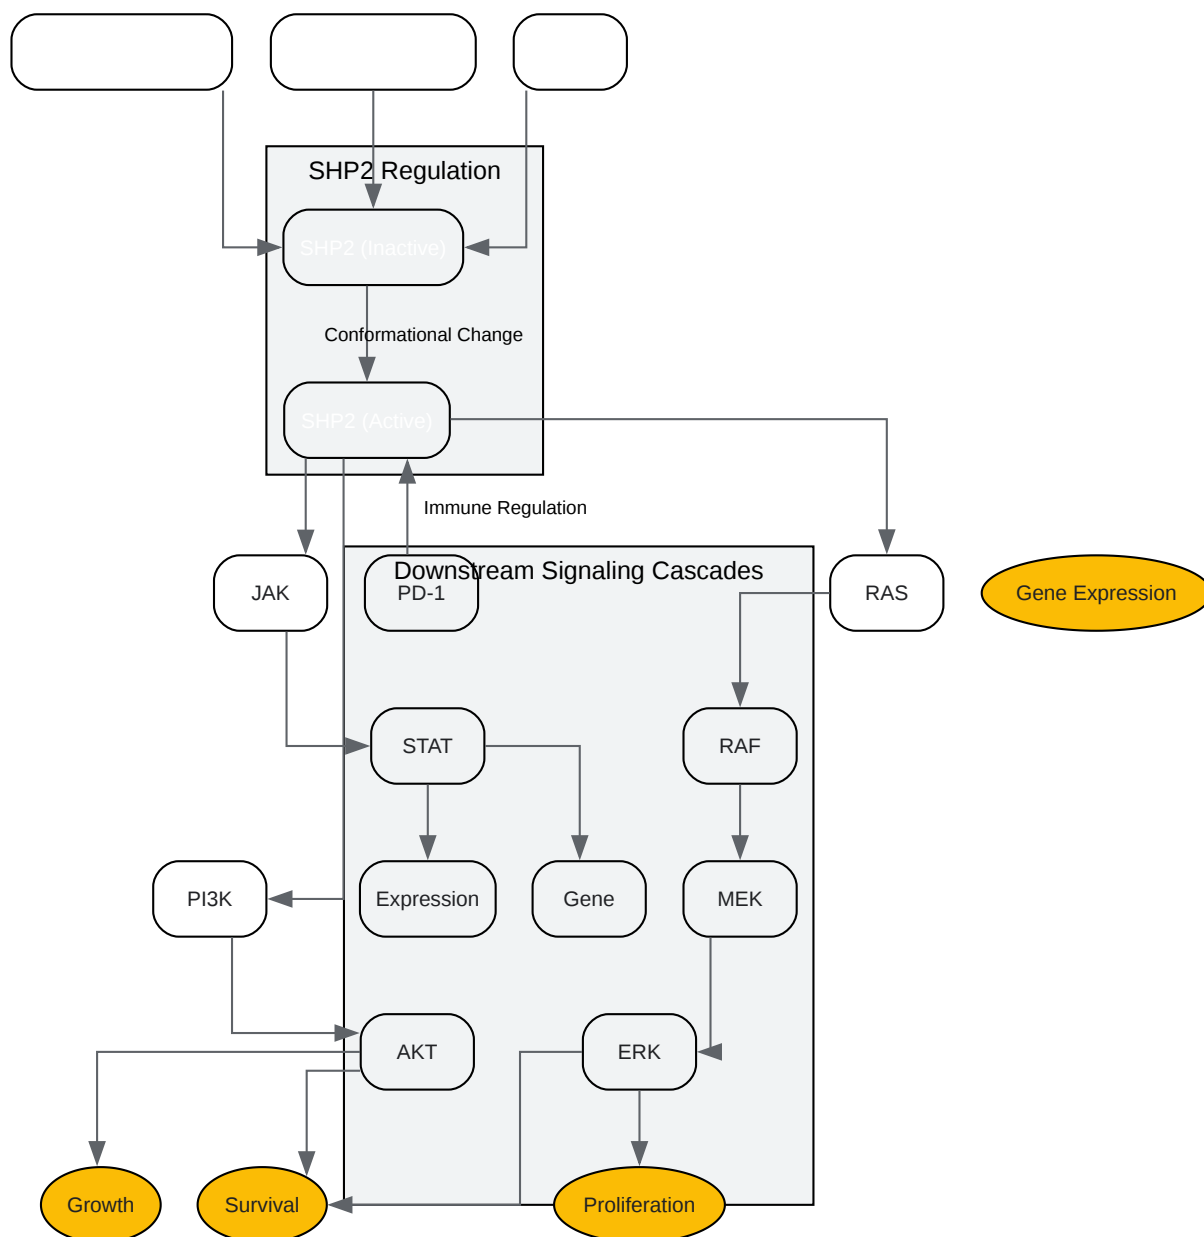 SHP2 Regulation
SHP2 (Inactive)
Conformational Change
SHP2 (Active)
Immune Regulation
Downstream Signaling Cascades
JAK
PD-1
RAS
Gene Expression
STAT
RAF
PI3K
Expression
Gene
MEK
AKT
ERK
Growth
Survival
Proliferation